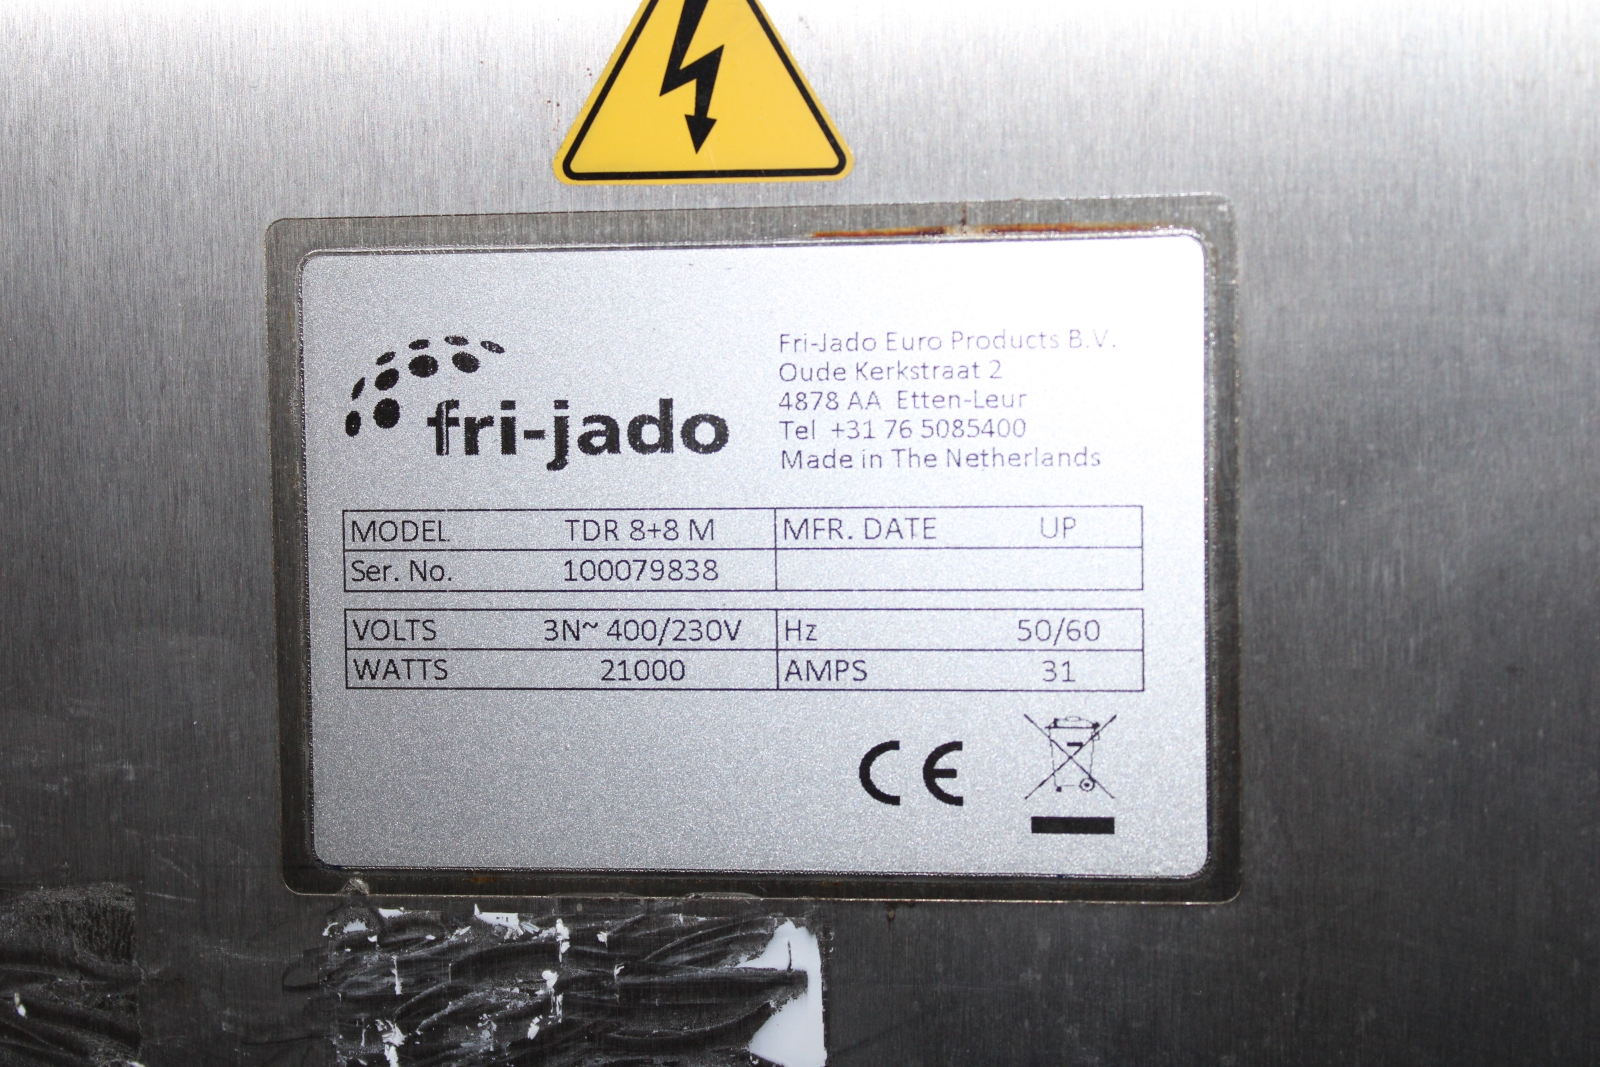 fri-jado
Fri-Jado Euro Products B.V.
Oude Kerkstraat 2
4878 AA Etten-Leur
Tel +31 76 5085400
Made in The Netherlands
MODEL TDR 8+8 M MFR. DATE UP
Ser. No. 100079838
VOLTS 3N~ 400/230V Hz 50/60
WATTS 21000 AMPS 31
CE